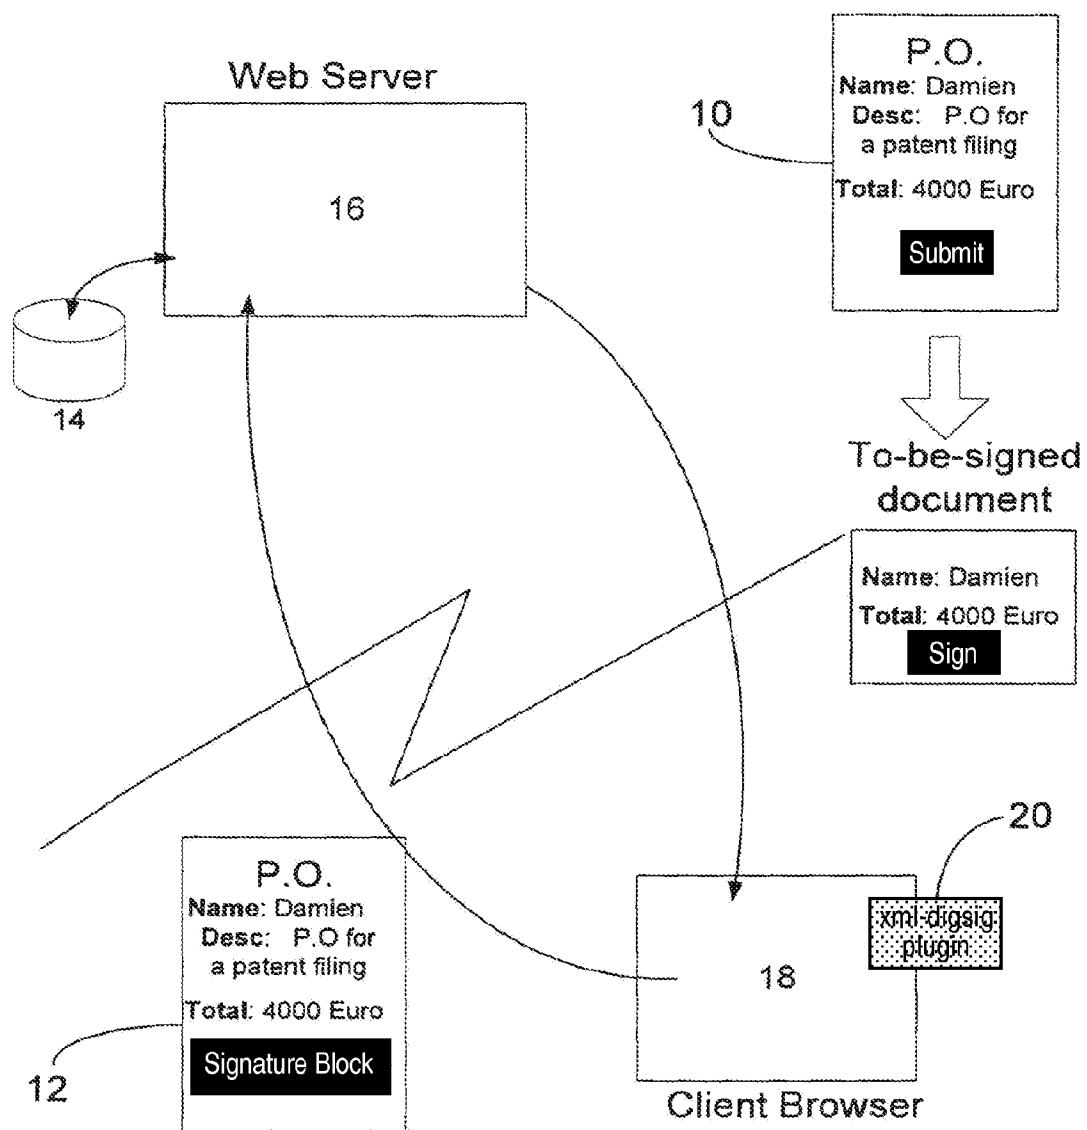 Web Server
16
14
10
P.O.
Name: Damien
Desc: P.O for
a patent filing
Total: 4000 Euro
Submit
To-be-signed
document
Name: Damien
Total: 4000 Euro
Sign
P.O.
Name: Damien
Desc: P.O for
a patent filing
Total: 4000 Euro
Signature Block
12
20
xml-digsig
plugin
18
Client Browser